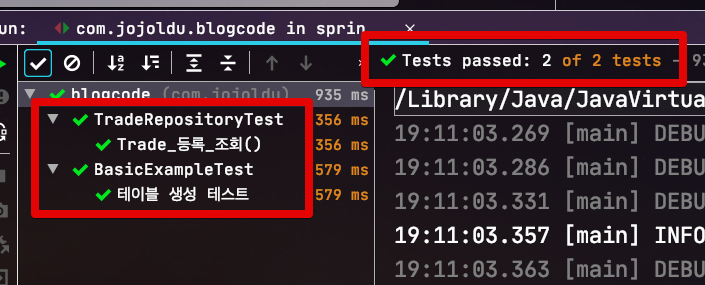 un: com.jojoldu.blogcode in sprin
Tests passed: 2 of 2 tests – 93
blogcode (com.jojoldu) 935 ms
/Library/Java/JavaVirtua
TradeRepositoryTest 356 ms
19:11:03.269 [main] DEBU
Trade_등록_조회() 356 ms
19:11:03.286 [main] DEBU
BasicExampleTest 579 ms
19:11:03.331 [main] DEBU
테이블 생성 테스트 579 ms
19:11:03.357 [main] INFO
19:11:03.363 [main] DEBU